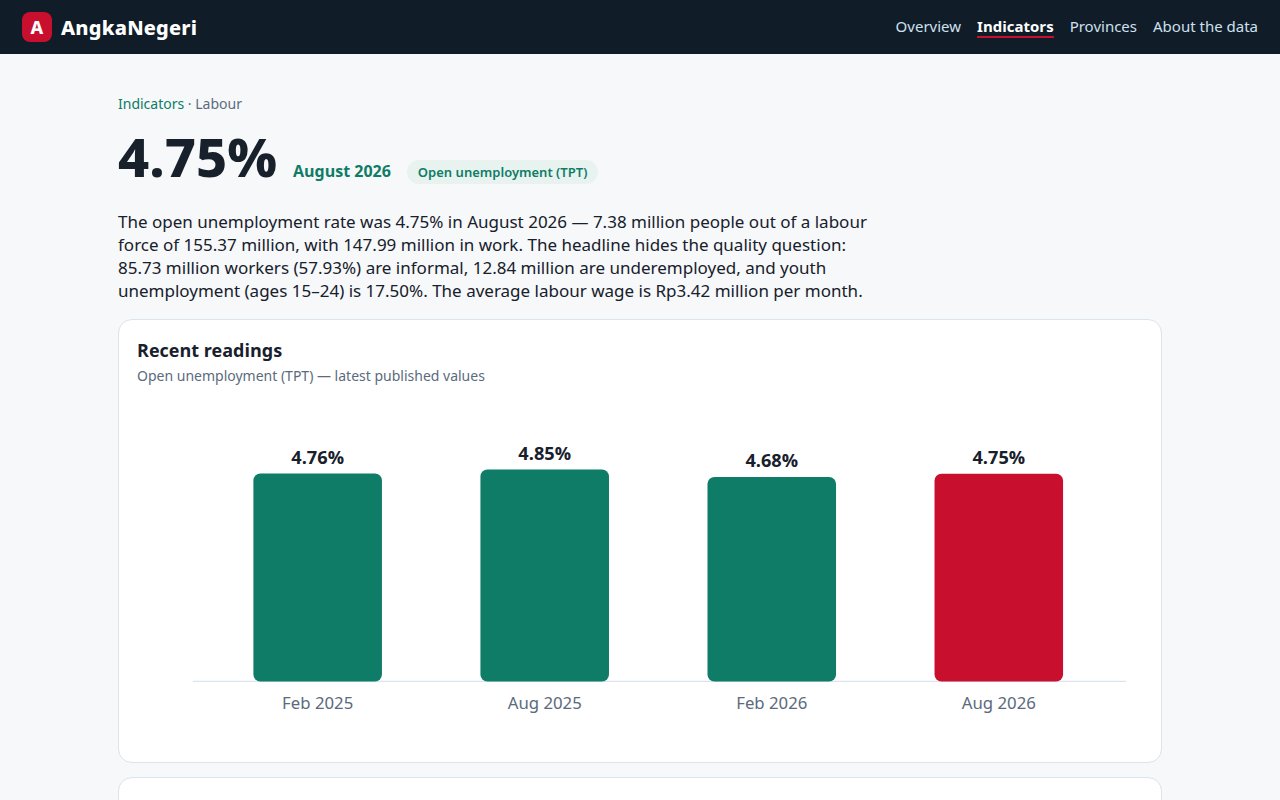 A AngkaNegeri
Overview Indicators Provinces About the data
Indicators · Labour
4.75% August 2026 Open unemployment (TPT)
The open unemployment rate was 4.75% in August 2026 — 7.38 million people out of a labour
force of 155.37 million, with 147.99 million in work. The headline hides the quality question:
85.73 million workers (57.93%) are informal, 12.84 million are underemployed, and youth
unemployment (ages 15–24) is 17.50%. The average labour wage is Rp3.42 million per month.
Recent readings
Open unemployment (TPT) — latest published values
4.76% 4.85% 4.68% 4.75%
Feb 2025 Aug 2025 Feb 2026 Aug 2026